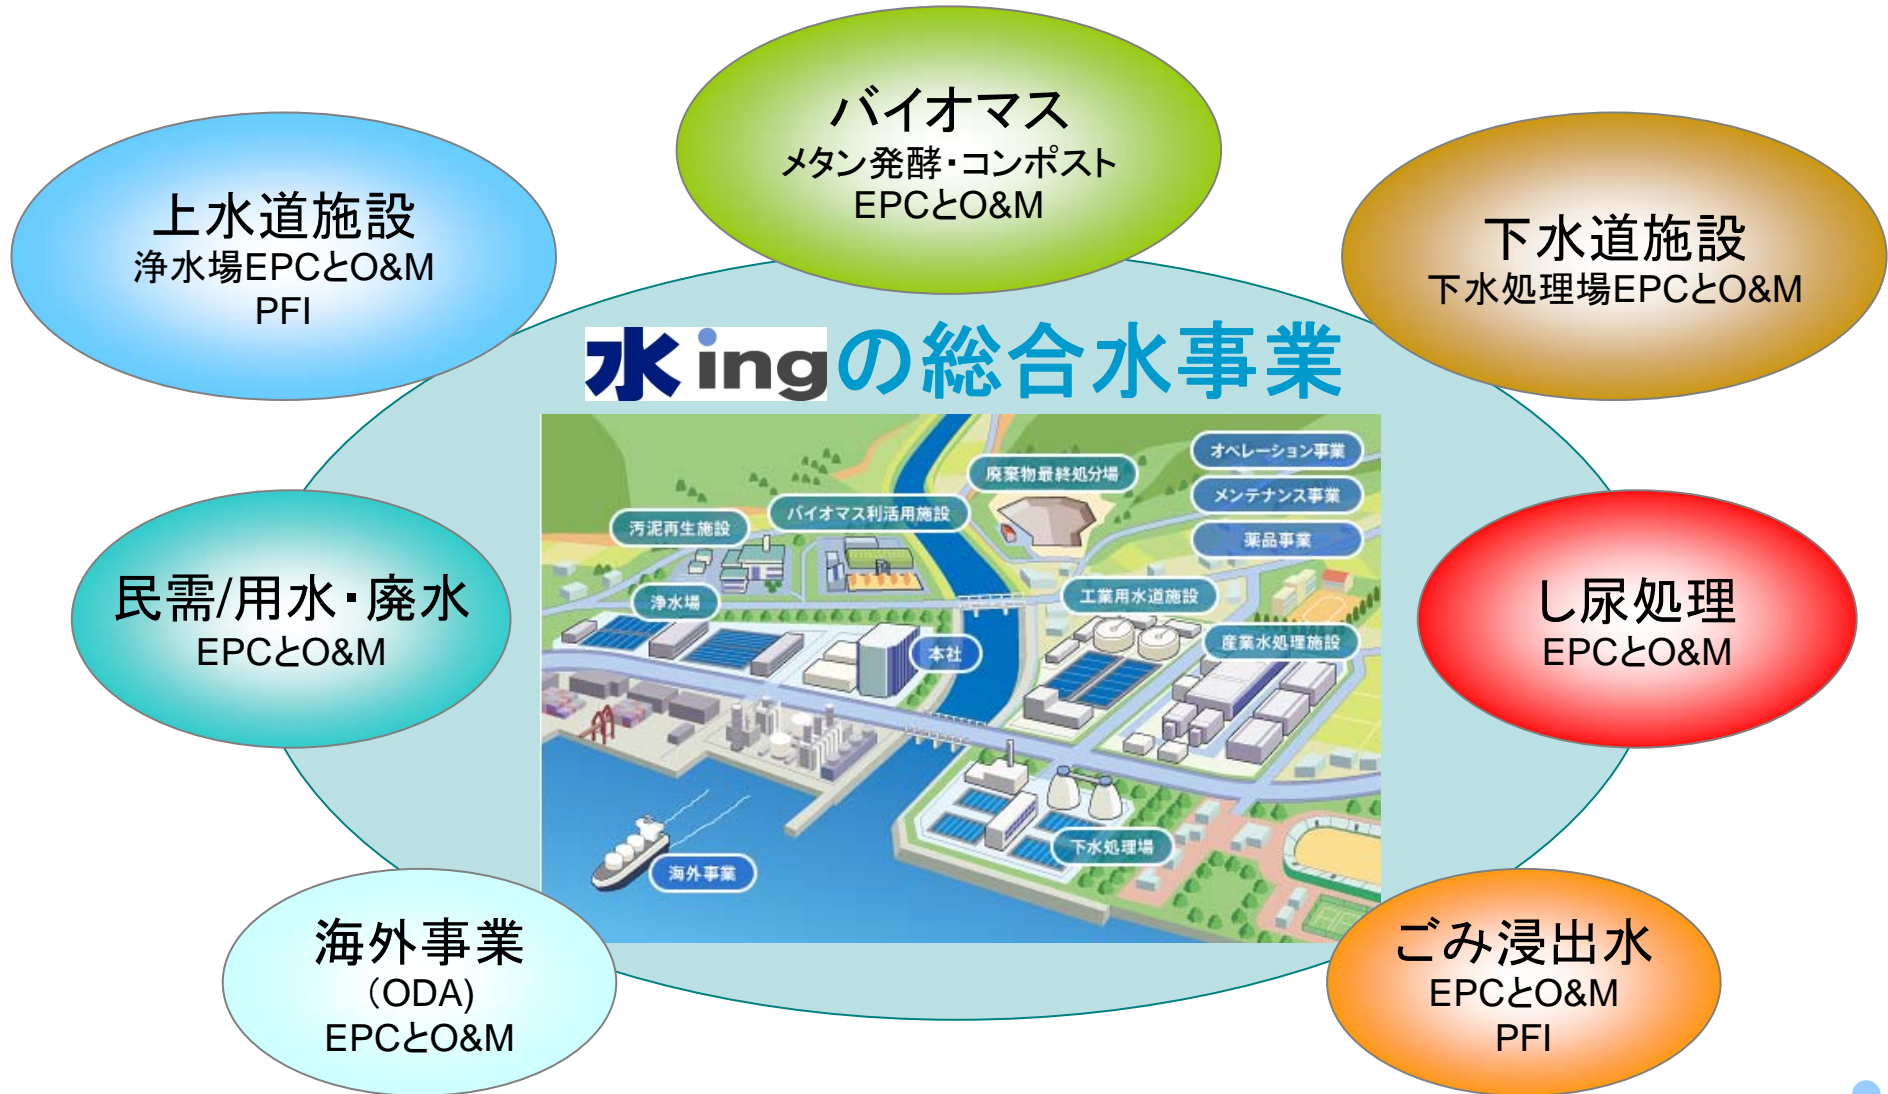 バイオマス
メタン発酵・コンポスト
EPCとO&M
上水道施設
浄水場EPCとO&M
PFI
下水道施設
下水処理場EPCとO&M
水ingの総合水事業
オペレーション事業
廃棄物最終処分場
メンテナンス事業
バイオマス利活用施設
汚泥再生施設
薬品事業
浄水場
工業用水道施設
産業水処理施設
本社
下水処理場
海外事業
民需/用水・廃水
EPCとO&M
し尿処理
EPCとO&M
海外事業
（ODA)
EPCとO&M
ごみ浸出水
EPCとO&M
PFI